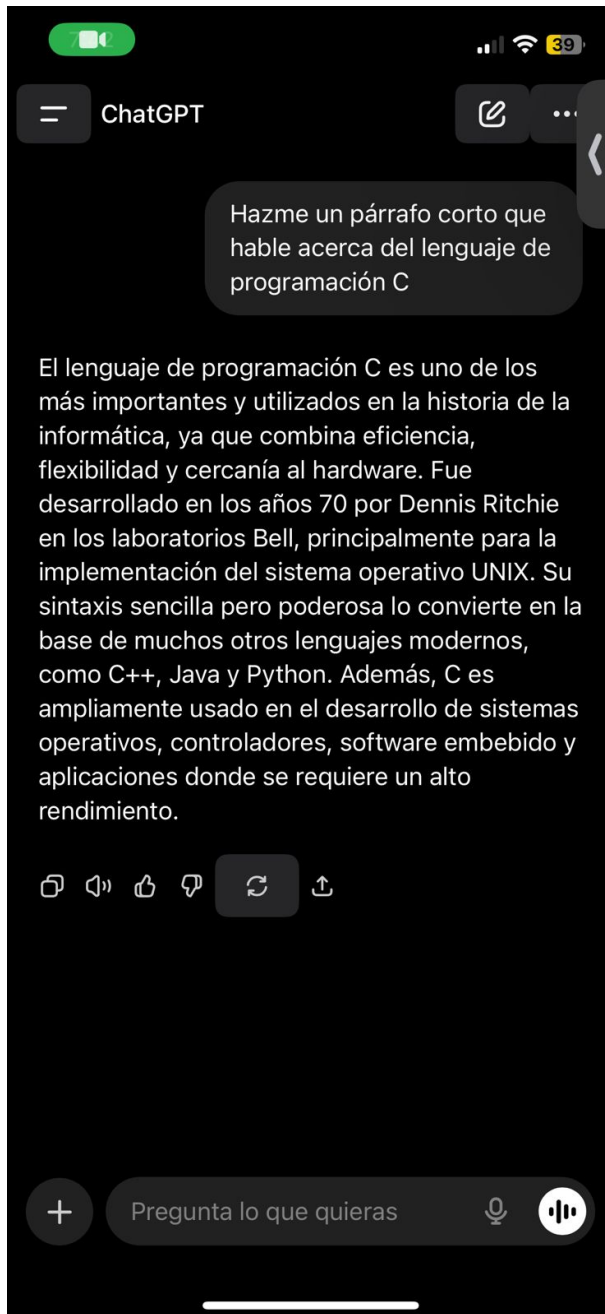 39
ChatGPT
Hazme un párrafo corto que
hable acerca del lenguaje de
programación C
El lenguaje de programación C es uno de los
más importantes y utilizados en la historia de la
informática, ya que combina eficiencia,
flexibilidad y cercanía al hardware. Fue
desarrollado en los años 70 por Dennis Ritchie
en los laboratorios Bell, principalmente para la
implementación del sistema operativo UNIX. Su
sintaxis sencilla pero poderosa lo convierte en la
base de muchos otros lenguajes modernos,
como C++, Java y Python. Además, C es
ampliamente usado en el desarrollo de sistemas
operativos, controladores, software embebido y
aplicaciones donde se requiere un alto
rendimiento.
Pregunta lo que quieras